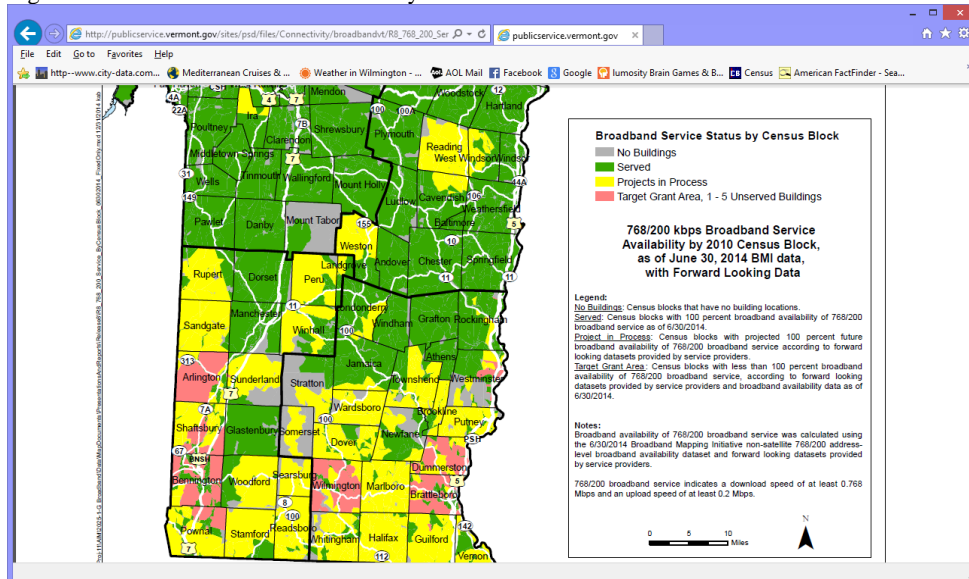 http://publicservice.vermont.gov/sites/psd/files/Connectivity/broadbandvt/R8_768_200_Ser
publicservice.vermont.gov
File Edit Go to Favorites Help
http--www.city-data.com... Mediterranean Cruises & ... Weather in Wilmington - ... AOL Mail Facebook Google lumosity Brain Games & B... Census American FactFinder - Sea...
Mendon
Woodstock
Hartland
Ira
Poultney
Clarendon
Shrewsbury
Plymouth
Reading
West Windsor
Windsor
Middletown Springs
Wells
Tinmouth
Wallingford
Mount Holly
Ludlow
Cavendish
Weathersfield
Baltimore
Pawlet
Danby
Mount Tabor
Weston
Landgrove
Andover
Chester
Springfield
Rupert
Dorset
Peru
Londonderry
Manchester
Winhall
Windham
Grafton
Rockingham
Sandgate
Jamaica
Athens
Arlington
Sunderland
Stratton
Townshend
Westminster
Wardsboro
Brookline
Putney
Shaftsbury
Glastenbury
Somerset
Dover
Newfane
Dummerston
Bennington
Woodford
Searsburg
Wilmington
Marlboro
Brattleboro
Pownal
Stamford
Readsboro
Whitingham
Halifax
Guilford
Vernon
Broadband Service Status by Census Block
No Buildings
Served
Projects in Process
Target Grant Area, 1 - 5 Unserved Buildings
768/200 kbps Broadband Service
Availability by 2010 Census Block,
as of June 30, 2014 BMI data,
with Forward Looking Data
Legend:
No Buildings: Census blocks that have no building locations.
Served: Census blocks with 100 percent broadband availability of 768/200
broadband service as of 6/30/2014.
Project in Process: Census blocks with projected 100 percent future
broadband availability of 768/200 broadband service according to forward
looking datasets provided by service providers.
Target Grant Area: Census blocks with less than 100 percent broadband
availability of 768/200 broadband service, according to forward looking
datasets provided by service providers and broadband availability data as of
6/30/2014.
Notes:
Broadband availability of 768/200 broadband service was calculated using
the 6/30/2014 Broadband Mapping Initiative non-satellite 768/200 address-
level broadband availability dataset and forward looking datasets provided
by service providers.
768/200 broadband service indicates a download speed of at least 0.768
Mbps and an upload speed of at least 0.2 Mbps.
N
0 5 10
Miles